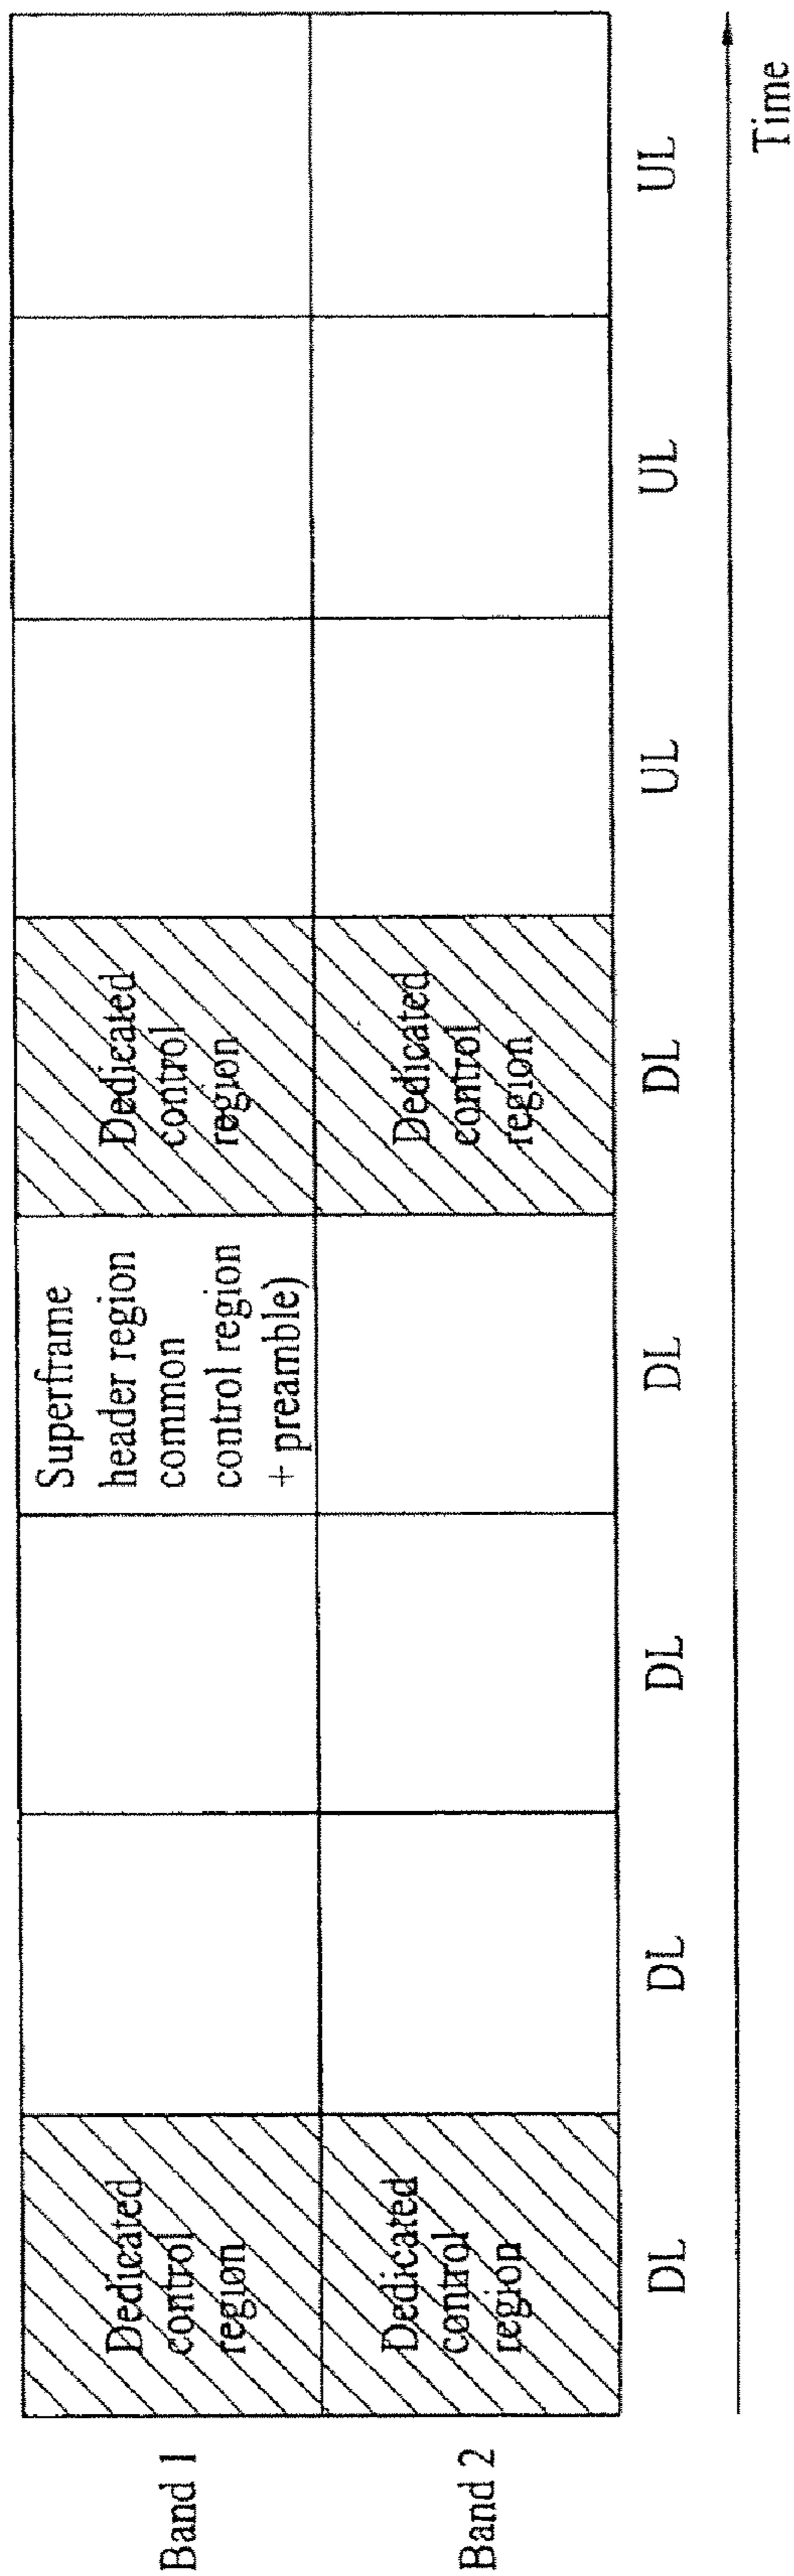 Band 1
Dedicated
control
region
Superframe
header region
common
control region
+ preamble)
Dedicated
control
region
Band 2
Dedicated
control
region
Dedicated
control
region
DL
DL
DL
DL
DL
UL
UL
UL
Time